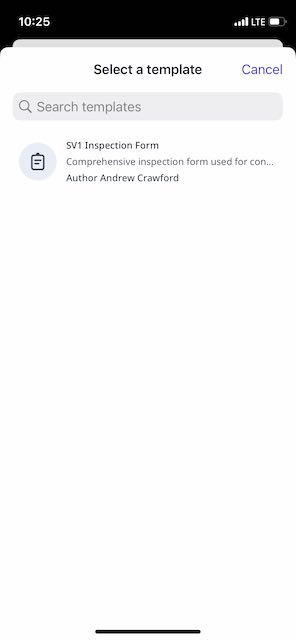 10:25
LTE
Select a template
Cancel
Search templates
SV1 Inspection Form
Comprehensive inspection form used for con...
Author Andrew Crawford